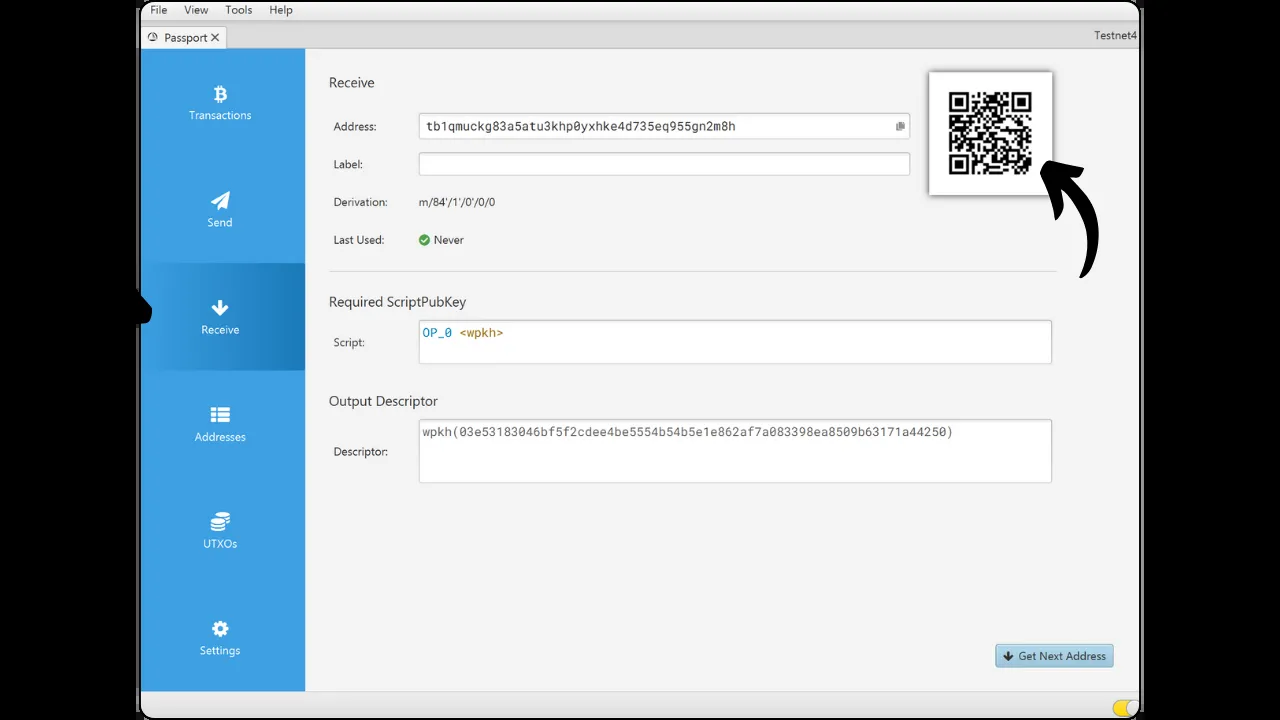 File View Tools Help
Passport
Testnet4
Transactions
Send
Receive
Addresses
UTXOs
Settings
Receive
Address: tb1qmuckg83a5atu3khp0yxhke4d735eq955gn2m8h
Label:
Derivation: m/84'/1'/0'/0/0
Last Used: Never
Required ScriptPubKey
Script: OP_0 <wpkh>
Output Descriptor
Descriptor: wpkh(03e53183046bf5f2cdee4be5554b54b5e1e862af7a083398ea8509b63171a44250)
Get Next Address